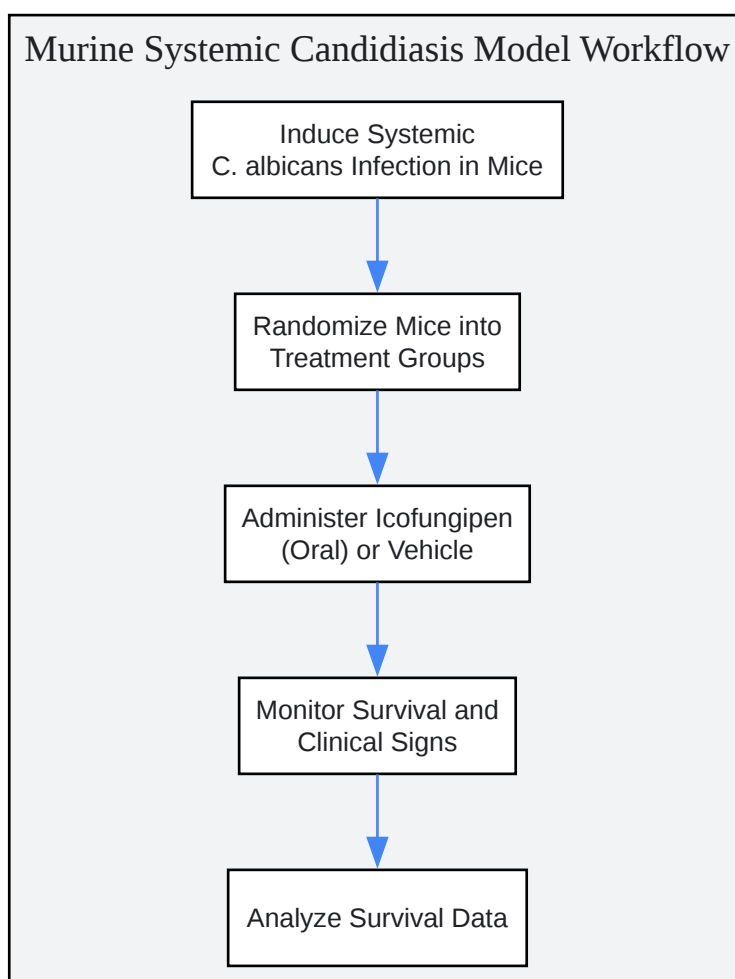 Murine Systemic Candidiasis Model Workflow
Induce Systemic
C. albicans Infection in Mice
Randomize Mice into
Treatment Groups
Administer Icofungipen
(Oral) or Vehicle
Monitor Survival and
Clinical Signs
Analyze Survival Data